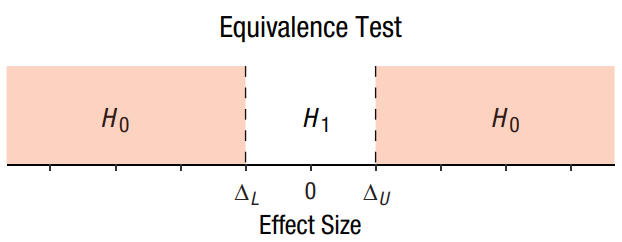 Equivalence Test
H0 H1 H0
ΔL 0 ΔU
Effect Size